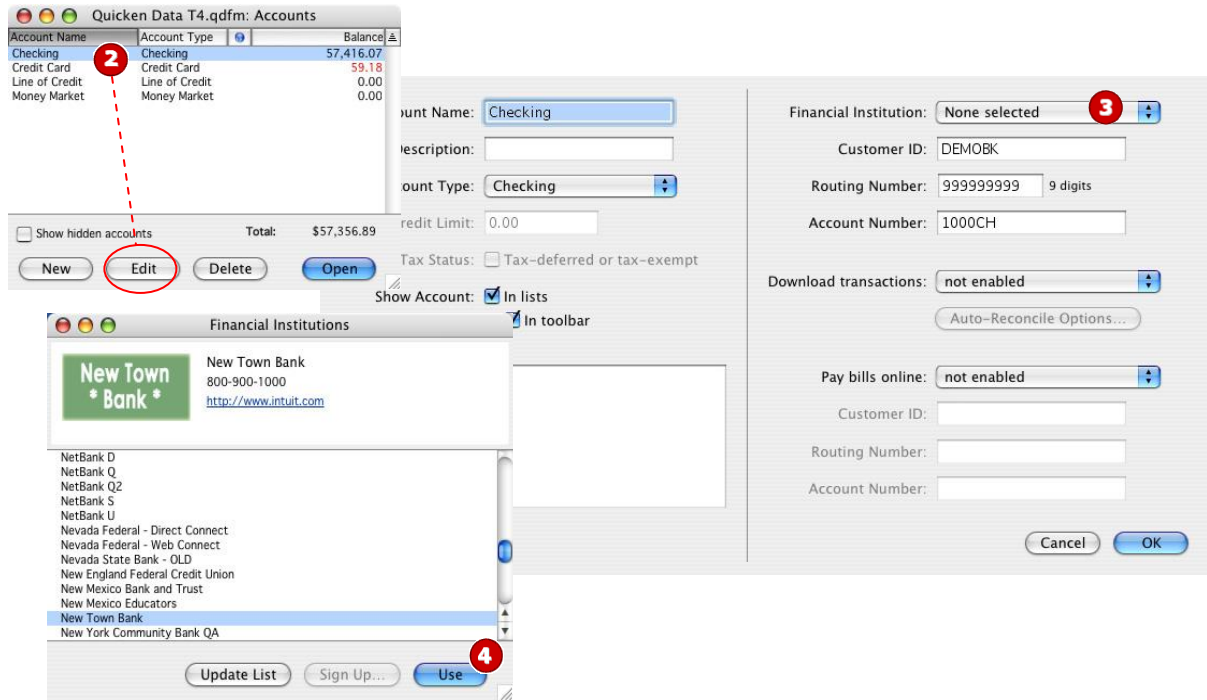 Quicken Data T4.qdfm: Accounts
Account Name Account Type Balance
Checking Checking 57,416.07
Credit Card Credit Card 59.18
Line of Credit Line of Credit 0.00
Money Market Money Market 0.00
2
Show hidden accounts Total: $57,356.89
New Edit Delete Open
ount Name: Checking
Description:
ount Type: Checking
redit Limit: 0.00
Tax Status: Tax-deferred or tax-exempt
Show Account: In lists
In toolbar
Financial Institution: None selected 3
Customer ID: DEMOBK
Routing Number: 999999999 9 digits
Account Number: 1000CH
Download transactions: not enabled
Auto-Reconcile Options...
Pay bills online: not enabled
Customer ID:
Routing Number:
Account Number:
Cancel OK
Financial Institutions
New Town
* Bank *
New Town Bank
800-900-1000
http://www.intuit.com
NetBank D
NetBank Q
NetBank Q2
NetBank S
NetBank U
Nevada Federal - Direct Connect
Nevada Federal - Web Connect
Nevada State Bank - OLD
New England Federal Credit Union
New Mexico Bank and Trust
New Mexico Educators
New Town Bank
New York Community Bank QA
4
Update List Sign Up... Use